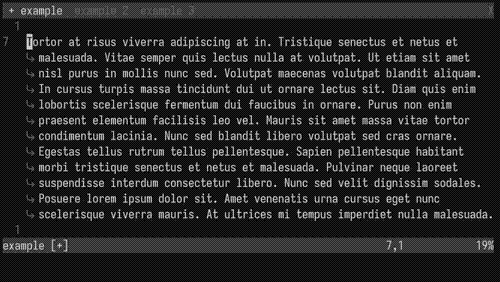 + example example 2 example 3
1
7 Tortor at risus viverra adipiscing at in. Tristique senectus et netus et
↪ malesuada. Vitae semper quis lectus nulla at volutpat. Ut etiam sit amet
↪ nisl purus in mollis nunc sed. Volutpat maecenas volutpat blandit aliquam.
↪ In cursus turpis massa tincidunt dui ut ornare lectus sit. Diam quis enim
↪ lobortis scelerisque fermentum dui faucibus in ornare. Purus non enim
↪ praesent elementum facilisis leo vel. Mauris sit amet massa vitae tortor
↪ condimentum lacinia. Nunc sed blandit libero volutpat sed cras ornare.
↪ Egestas tellus rutrum tellus pellentesque. Sapien pellentesque habitant
↪ morbi tristique senectus et netus et malesuada. Pulvinar neque laoreet
↪ suspendisse interdum consectetur libero. Nunc sed velit dignissim sodales.
↪ Posuere lorem ipsum dolor sit. Amet venenatis urna cursus eget nunc
↪ scelerisque viverra mauris. At ultrices mi tempus imperdiet nulla malesuada.
1
example [+] 7,1 19%